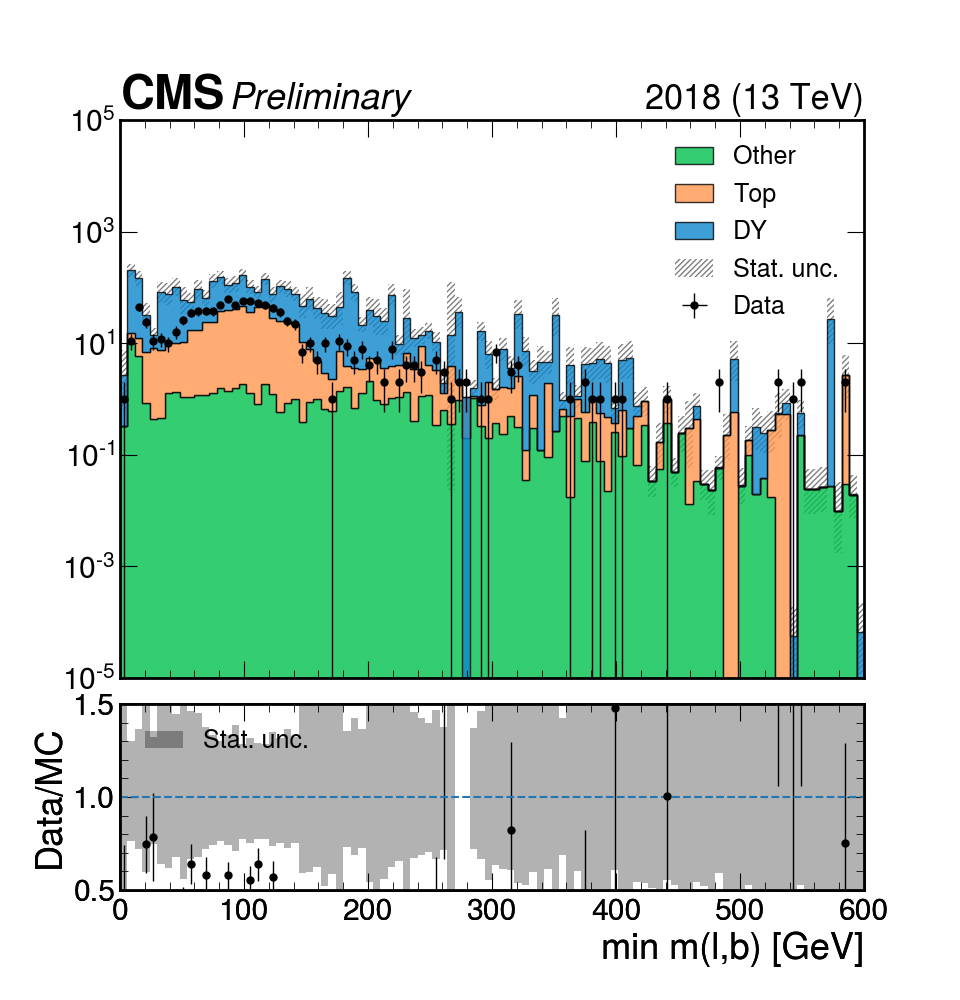 CMS Preliminary 2018 (13 TeV)
10^5
10^3
10^1
10^-1
10^-3
10^-5
Other
Top
DY
Stat. unc.
Data
1.5
1.0
0.5
Data/MC
Stat. unc.
0 100 200 300 400 500 600
min m(l,b) [GeV]